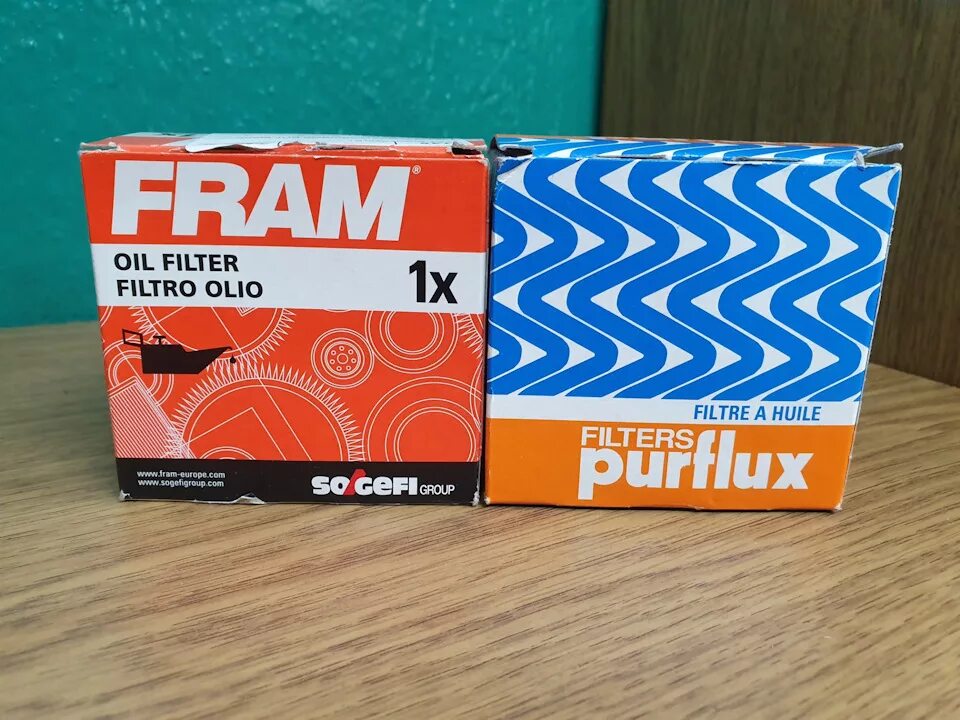 FRAM®
OIL FILTER
FILTRO OLIO
1x
www.fram-europe.com
www.sogefigroup.com
SOGEFI GROUP
FILTRE A HUILE
FILTERS
purflux